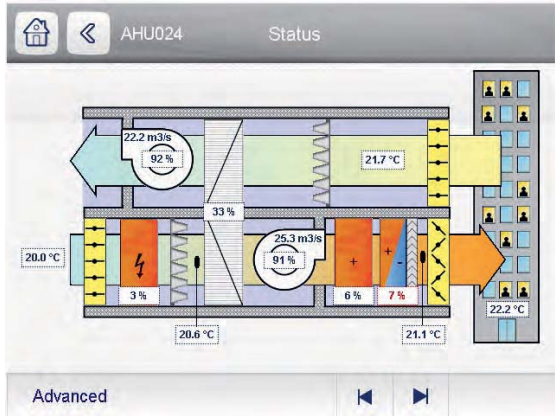 AHU024 Status
22.2 m3/s
92 %
21.7 °C
33 %
25.3 m3/s
20.0 °C
91 %
3 %
6 %
7 %
22.2 °C
20.6 °C
21.1 °C
Advanced